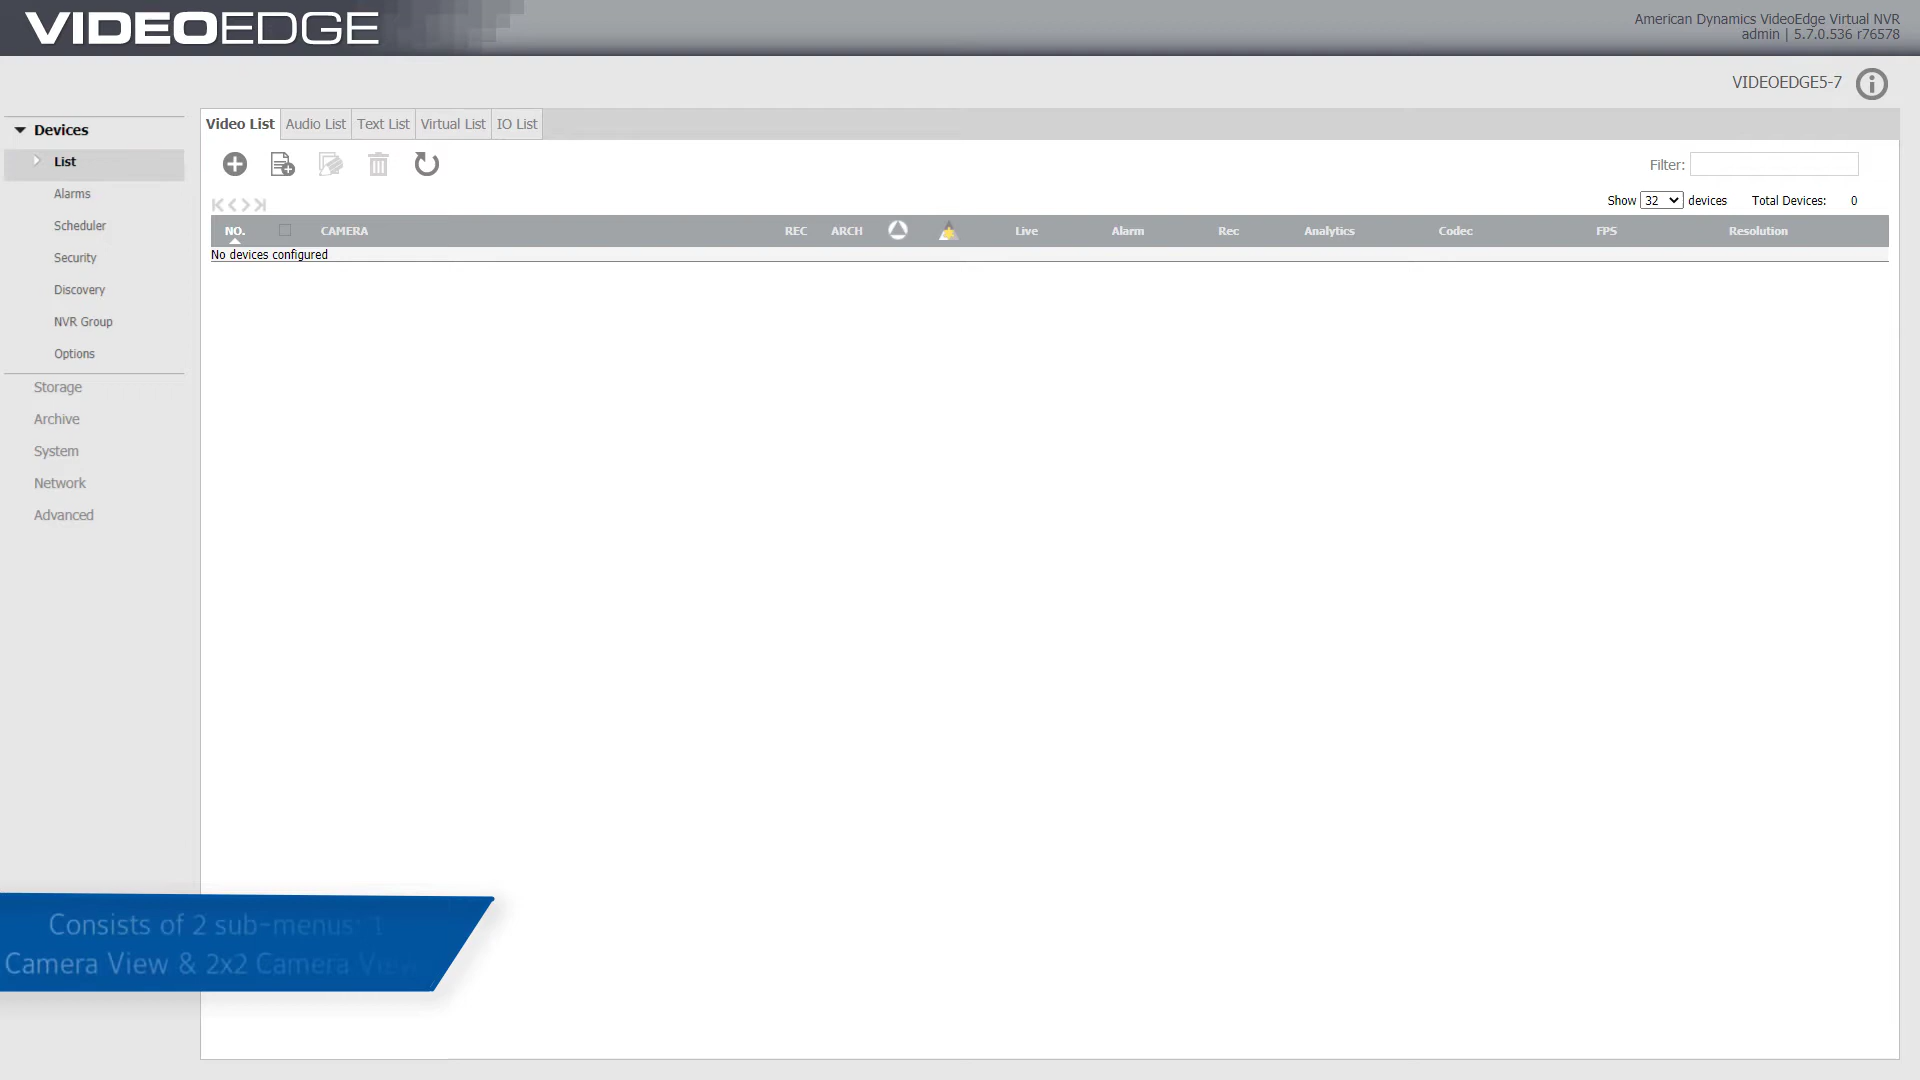 VIDEOEDGE
American Dynamics VideoEdge Virtual NVR
admin | 5.7.0.536 r76578
VIDEOEDGE5-7
Devices
List
Alarms
Scheduler
Security
Discovery
NVR Group
Options
Storage
Archive
System
Network
Advanced
Video List Audio List Text List Virtual List IO List
Filter:
Show 32 devices Total Devices: 0
NO. CAMERA REC ARCH Live Alarm Rec Analytics Codec FPS Resolution
No devices configured
Consists of 2 sub-menus: 1
Camera View & 2x2 Camera